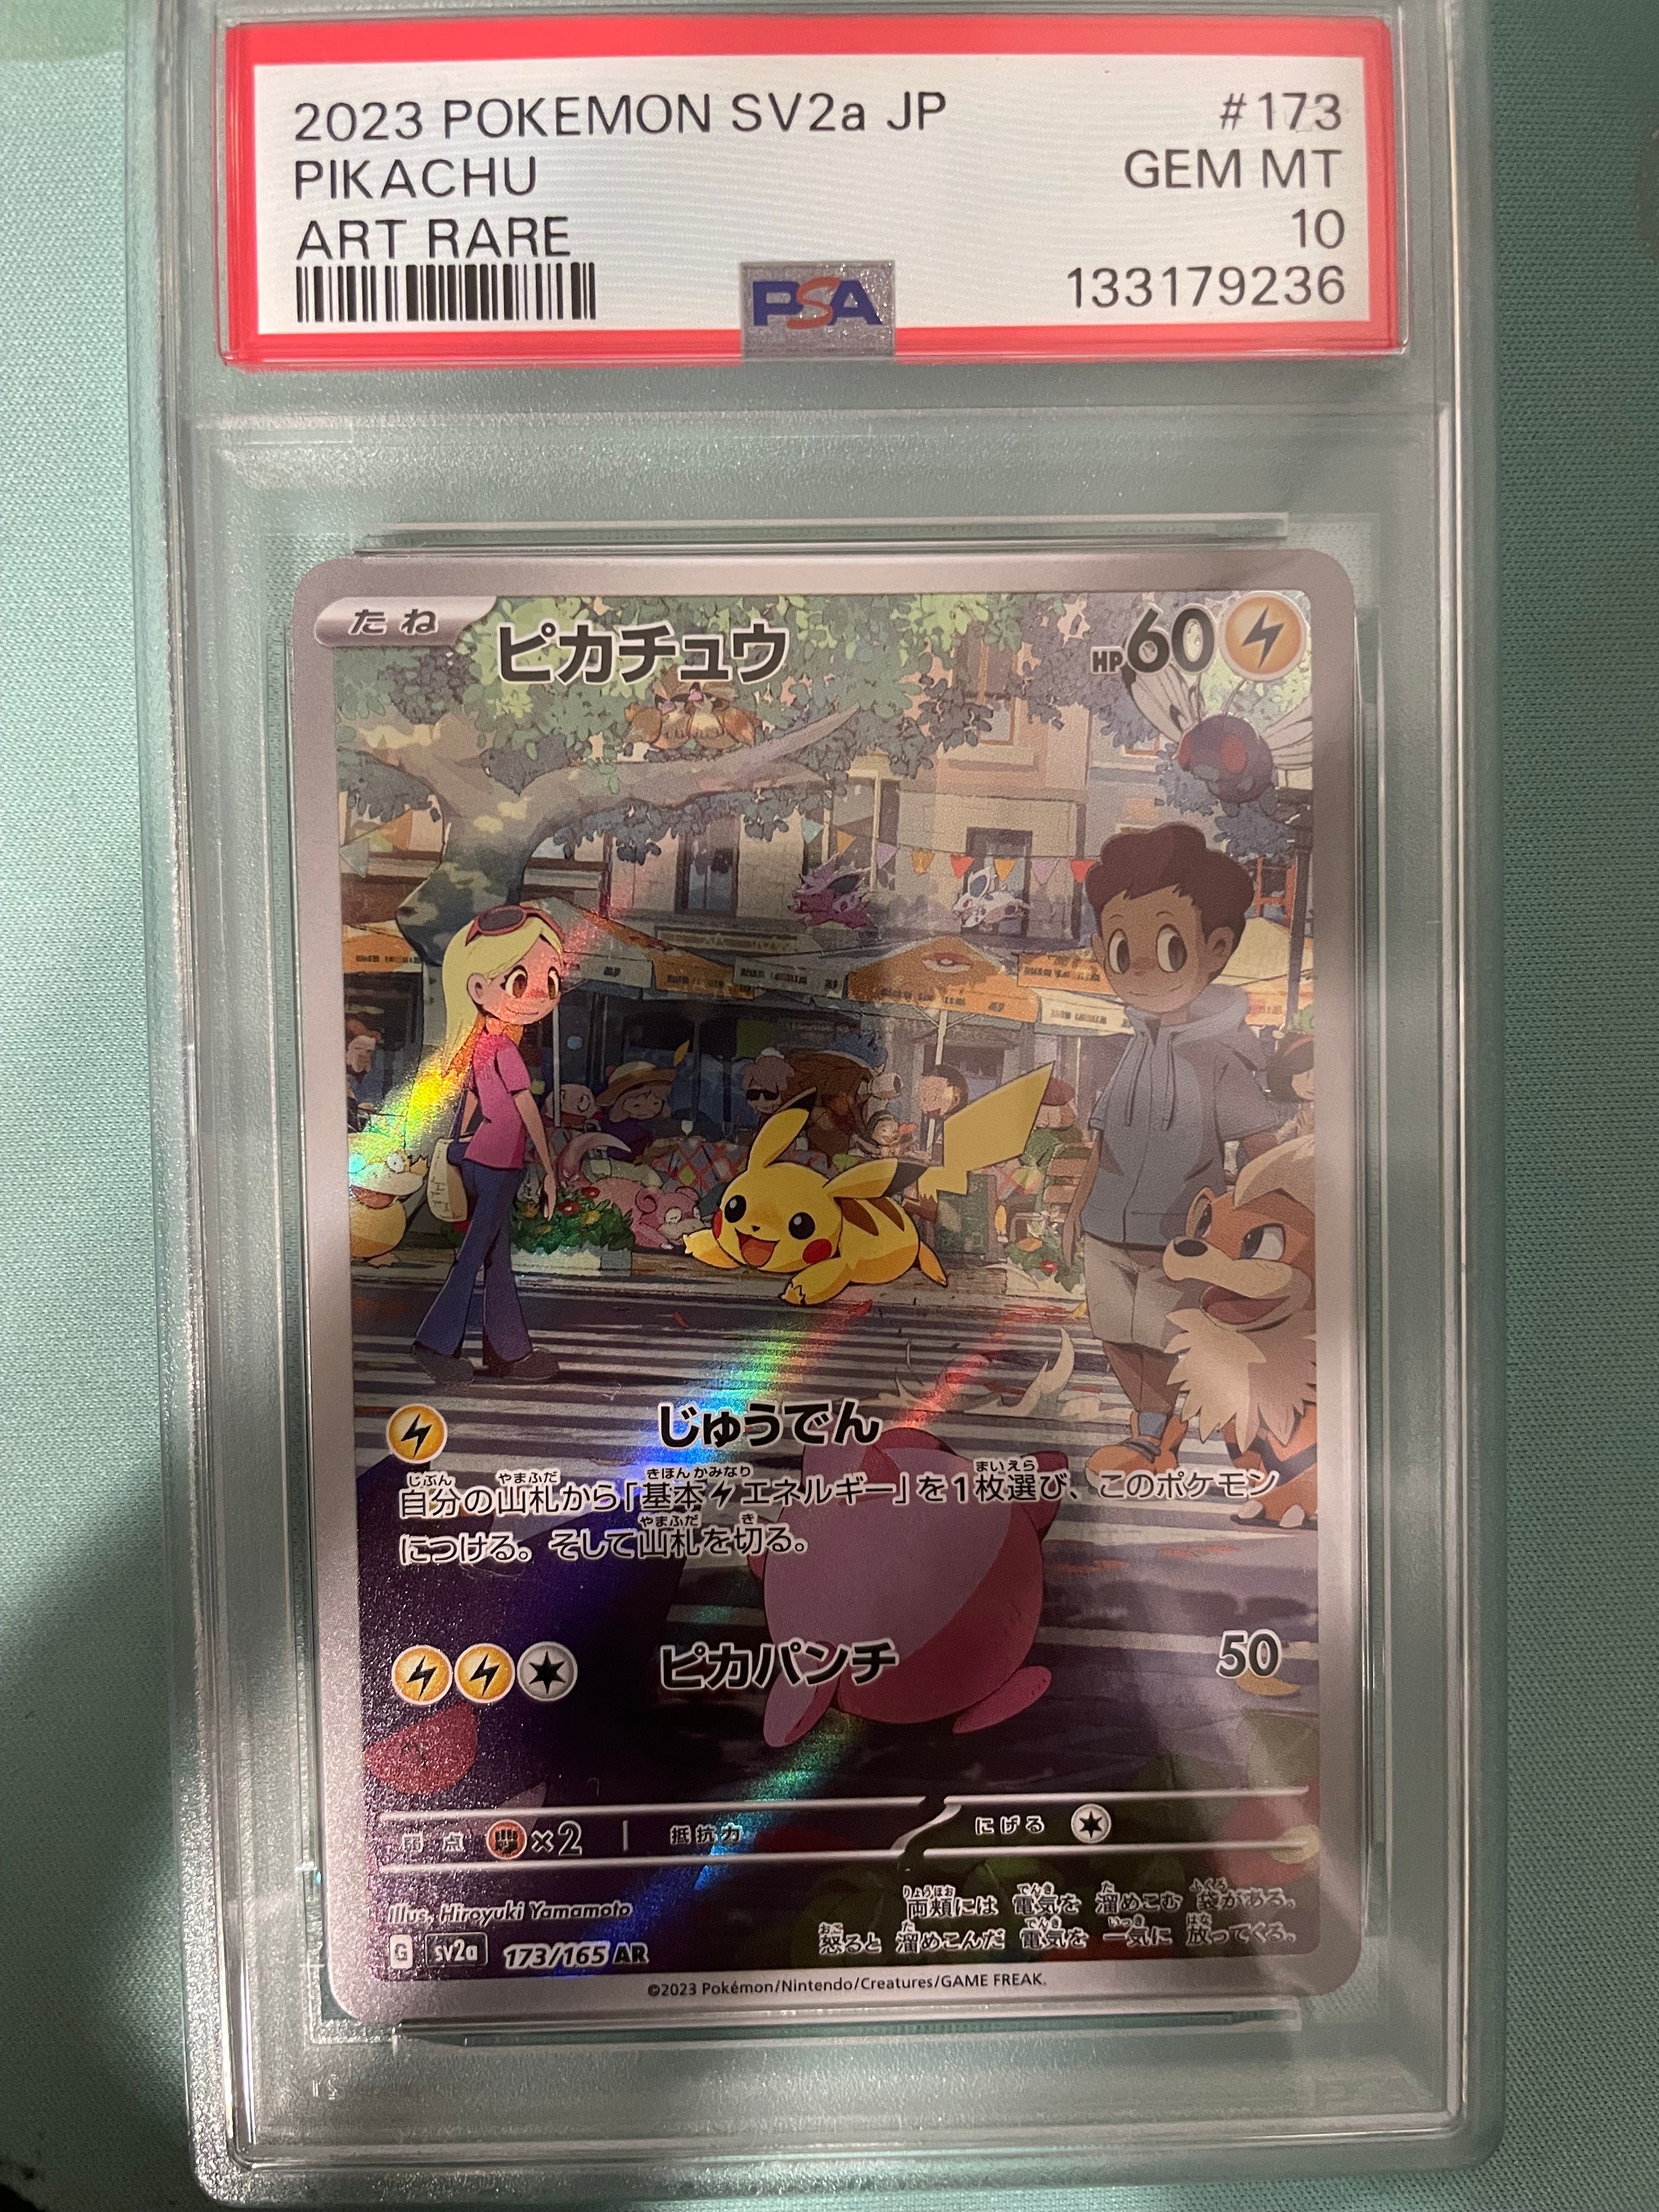 2023 POKEMON SV2a JP #173
PIKACHU GEM MT
ART RARE 10
PSA 133179236
たね ピカチュウ HP60
じゅうでん
自分の山札から「基本エネルギー」を1枚選び、このポケモン
につける。そして山札を切る。
ピカパンチ 50
弱点 ×2 抵抗力 にげる
Illus. Hiroyuki Yamamoto
両頬には 電気を 溜めこむ 袋がある。
怒ると 溜めこんだ 電気を 一気に 放ってくる。
G sv2a 173/165 AR
©2023 Pokémon/Nintendo/Creatures/GAME FREAK.